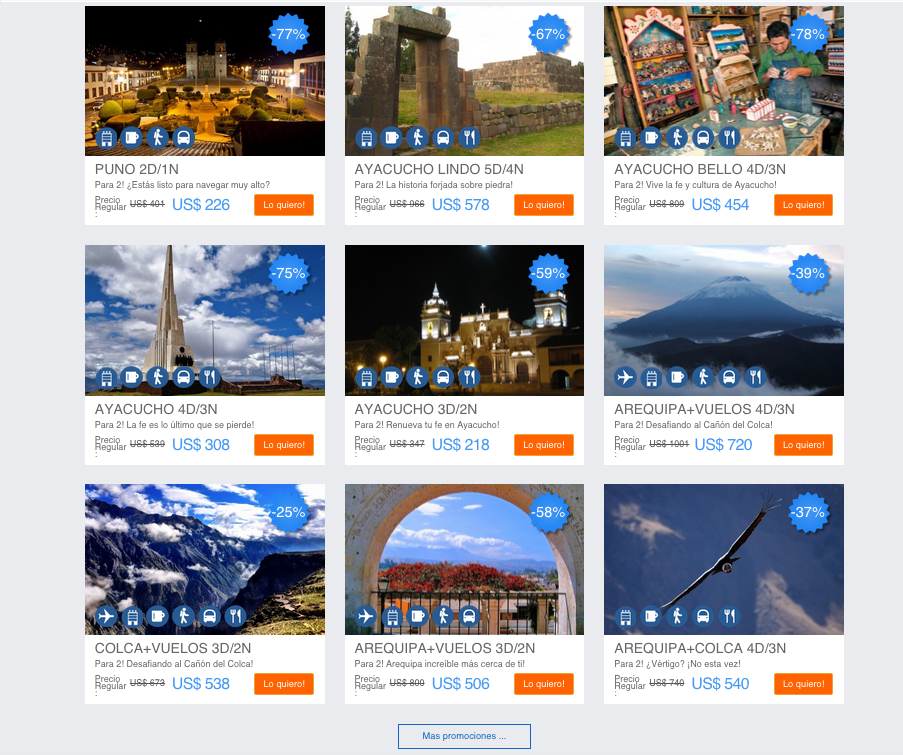 -77%
PUNO 2D/1N
Para 2! ¿Estás listo para navegar muy alto?
Precio Regular : US$ 401 US$ 226 Lo quiero!
-67%
AYACUCHO LINDO 5D/4N
Para 2! La historia forjada sobre piedra!
Precio Regular : US$ 966 US$ 578 Lo quiero!
-78%
AYACUCHO BELLO 4D/3N
Para 2! Vive la fe y cultura de Ayacucho!
Precio Regular : US$ 809 US$ 454 Lo quiero!
-75%
AYACUCHO 4D/3N
Para 2! La fe es lo último que se pierde!
Precio Regular : US$ 539 US$ 308 Lo quiero!
-59%
AYACUCHO 3D/2N
Para 2! Renueva tu fe en Ayacucho!
Precio Regular : US$ 347 US$ 218 Lo quiero!
-39%
AREQUIPA+VUELOS 4D/3N
Para 2! Desafiando al Cañón del Colca!
Precio Regular : US$ 1001 US$ 720 Lo quiero!
-25%
COLCA+VUELOS 3D/2N
Para 2! Desafiando al Cañón del Colca!
Precio Regular : US$ 673 US$ 538 Lo quiero!
-58%
AREQUIPA+VUELOS 3D/2N
Para 2! Arequipa increíble más cerca de ti!
Precio Regular : US$ 800 US$ 506 Lo quiero!
-37%
AREQUIPA+COLCA 4D/3N
Para 2! ¿Vértigo? ¡No esta vez!
Precio Regular : US$ 740 US$ 540 Lo quiero!
Mas promociones ...